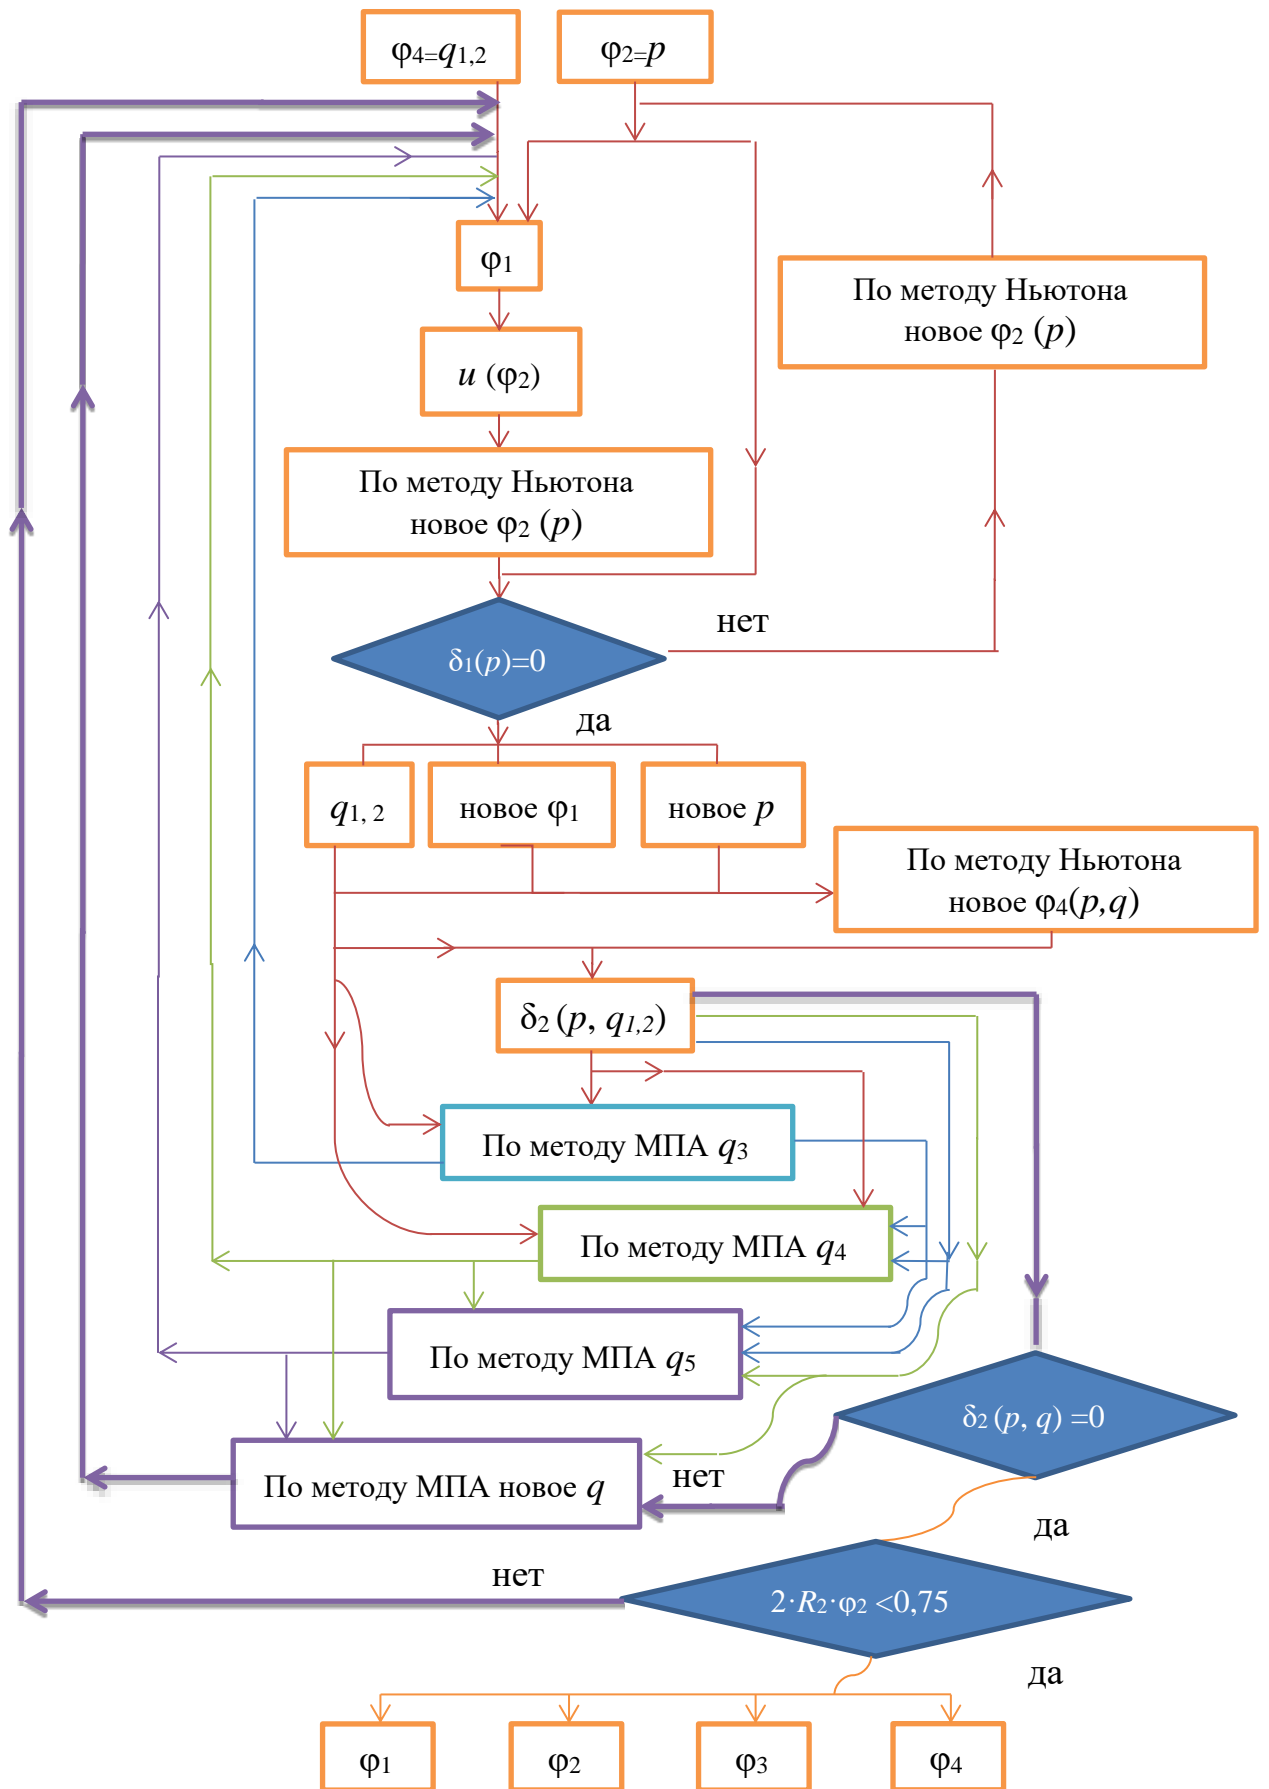 φ4=q1,2
φ2=p
φ1
По методу Ньютона
новое φ2 (p)
u (φ2)
По методу Ньютона
новое φ2 (p)
нет
δ1(p)=0
да
q1, 2
новое φ1
новое p
По методу Ньютона
новое φ4(p,q)
δ2 (p, q1,2)
По методу МПА q3
По методу МПА q4
По методу МПА q5
δ2 (p, q) =0
нет
По методу МПА новое q
да
нет
2·R2·φ2 <0,75
да
φ1
φ2
φ3
φ4